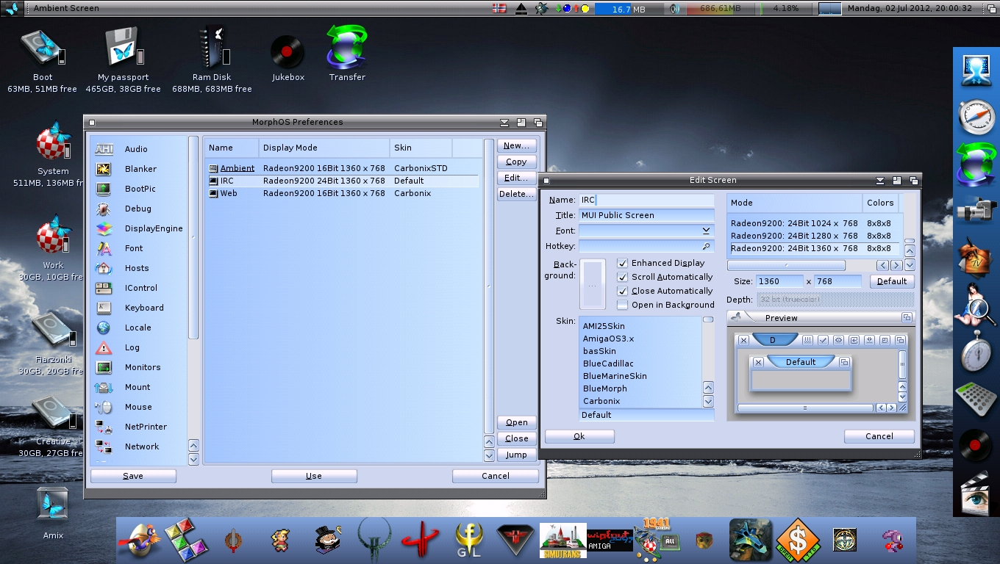 Ambient Screen
16.7 MB
686,61MB
4.18%
Mandag, 02 Jul 2012, 20:00:32
Boot
63MB, 51MB free
My passport
465GB, 38GB free
Ram Disk
688MB, 683MB free
Jukebox
Transfer
System
511MB, 136MB fr
Work
30GB, 10GB fre
Fiarzonki
30GB, 20GB fre
Creative
30GB, 27GB fre
Amix
MorphOS Preferences
AHI Audio
Blanker
BootPic
Debug
DisplayEngine
Font
Hosts
IControl
Keyboard
Locale
Log
Monitors
Mount
Mouse
NetPrinter
Network
Name Display Mode Skin
Ambient Radeon9200 16Bit 1360 x 768 CarbonixSTD
IRC Radeon9200 24Bit 1360 x 768 Default
Web Radeon9200 16Bit 1360 x 768 Carbonix
New...
Copy
Edit...
Delete...
Open
Close
Jump
Save
Use
Cancel
Edit Screen
Name: IRC
Title: MUI Public Screen
Font:
Hotkey:
Back-
ground:
...
Enhanced Display
Scroll Automatically
Close Automatically
Open in Background
Skin:
AMI25Skin
AmigaOS3.x
basSkin
BlueCadillac
BlueMarineSkin
BlueMorph
Carbonix
Default
Mode Colors
Radeon9200: 24Bit 1024 x 768 8x8x8
Radeon9200: 24Bit 1280 x 768 8x8x8
Radeon9200: 24Bit 1360 x 768 8x8x8
Size: 1360 x 768 Default
Depth: 32 bit (truecolor)
Preview
D
Default
Ok
Cancel
TV
GL
SIMUTRANS
wipEout
2097
AMIGA
1941
All
$